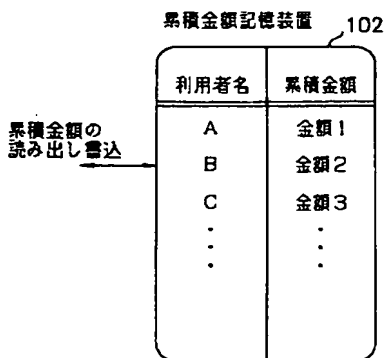 累積金額記憶装置
102
利用者名 累積金額
A 金額1
B 金額2
C 金額3
・ ・
・ ・
・ ・
累積金額の
読み出し書込